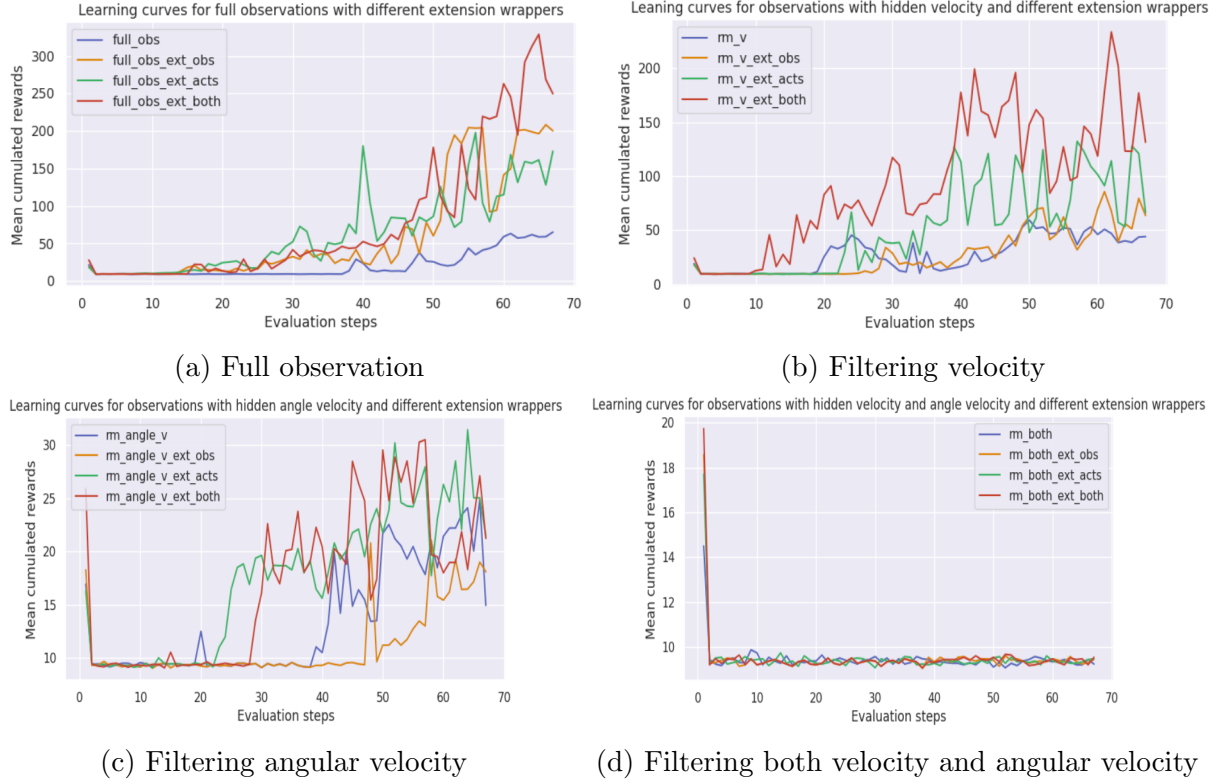 Learning curves for full observations with different extension wrappers
full_obs
full_obs_ext_obs
full_obs_ext_acts
full_obs_ext_both
Mean cumulated rewards
300
250
200
150
100
50
0
0 10 20 30 40 50 60 70
Evaluation steps
(a) Full observation
Learning curves for observations with hidden velocity and different extension wrappers
rm_v
rm_v_ext_obs
rm_v_ext_acts
rm_v_ext_both
Mean cumulated rewards
200
150
100
50
0
0 10 20 30 40 50 60 70
Evaluation steps
(b) Filtering velocity
Learning curves for observations with hidden angle velocity and different extension wrappers
rm_angle_v
rm_angle_v_ext_obs
rm_angle_v_ext_acts
rm_angle_v_ext_both
Mean cumulated rewards
30
25
20
15
10
0 10 20 30 40 50 60 70
Evaluation steps
(c) Filtering angular velocity
Learning curves for observations with hidden velocity and angle velocity and different extension wrappers
rm_both
rm_both_ext_obs
rm_both_ext_acts
rm_both_ext_both
Mean cumulated rewards
20
18
16
14
12
10
0 10 20 30 40 50 60 70
Evaluation steps
(d) Filtering both velocity and angular velocity